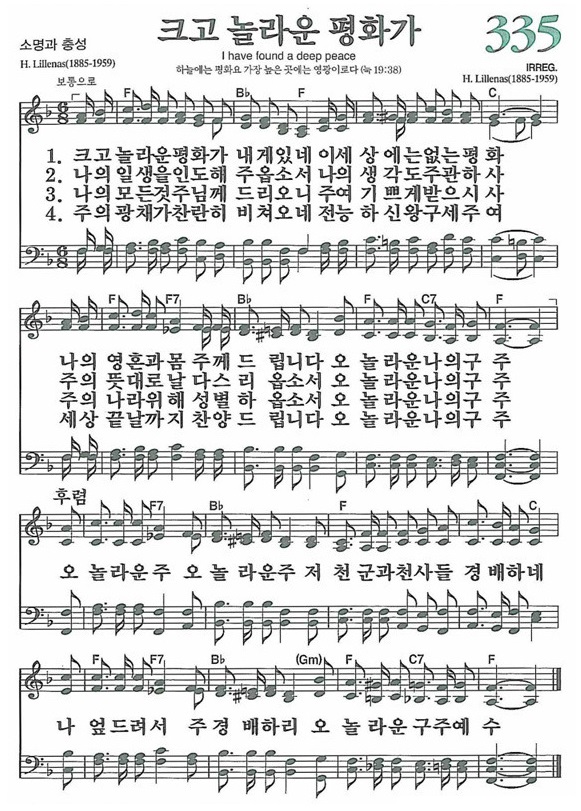 소명과 충성
크고 놀라운 평화가
335
H. Lillenas(1885-1959)
I have found a deep peace
IRREG.
하늘에는 평화요 가장 높은 곳에는 영광이로다 (눅 19:38)
H. Lillenas(1885-1959)
보통으로
F B♭ F C
1. 크고 놀라운평화가 내게있네 이세 상 에는없는 평 화
2. 나의 일생을인도해 주옵소서 나의 생 각 도주관 하 사
3. 나의 모든것주님께 드리오니 주여 기 쁘게받으 시 사
4. 주의 광채가찬란히 비쳐오네 전능 하 신왕구세 주 여
F F7 B♭ F C7 F
나의 영혼과몸 주께 드 립니다 오 놀라운나의구 주
주의 뜻대로날 다스 리 옵소서 오 놀라운나의구 주
주의 나라위해 성별 하 옵소서 오 놀라운나의구 주
세상 끝날까지 찬양 드 립니다 오 놀라운나의구 주
후렴
F F7 B♭ F C
오 놀라운주 오 놀 라운주 저 천 군과천사들 경 배하네
F F7 B♭ (Gm) F C7 F
나 엎드려서 주경 배하리 오 놀라운 구주예 수